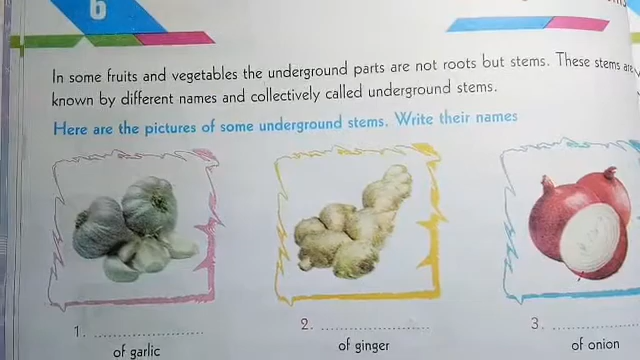 6
In some fruits and vegetables the underground parts are not roots but stems. These stems are
known by different names and collectively called underground stems.
Here are the pictures of some underground stems. Write their names
1. ........................
2. ........................
3. ........................
of garlic
of ginger
of onion